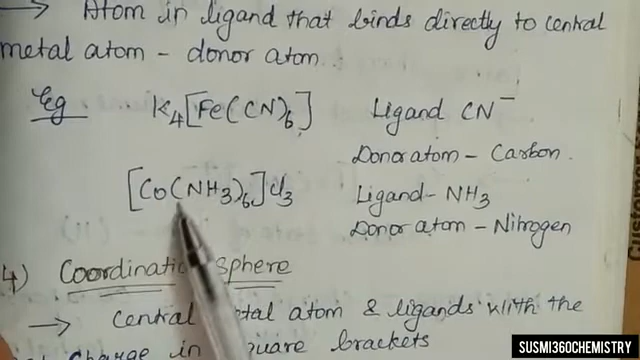 → Atom in ligand that binds directly to central
metal atom - donor atom.
Eg K4[Fe(CN)6] Ligand CN⁻
Donor atom - Carbon.
[Co(NH3)6]Cl3 Ligand - NH3
Donor atom - Nitrogen
4) Coordination Sphere
→ Central metal atom & ligands with the
charge in square brackets
SUSMI360CHEMISTRY